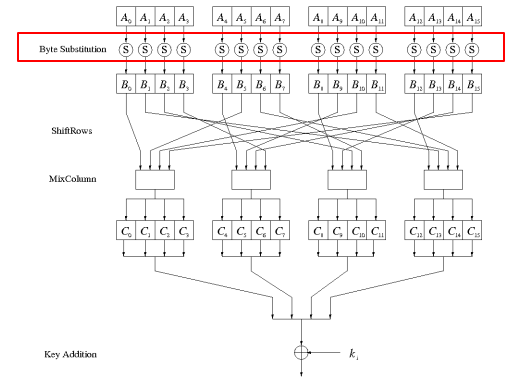 A0 A1 A2 A3 A4 A5 A6 A7 A1 A9 A10 A11 A12 A13 A14 A15
Byte Substitution S S S S S S S S S S S S S S S S
B0 B1 B2 B3 B4 B5 B6 B7 B8 B9 B10 B11 B12 B13 B14 B15
ShiftRows
MixColumn
C0 C1 C2 C3 C4 C5 C6 C7 C8 C9 C10 C11 C12 C13 C14 C15
Key Addition ki